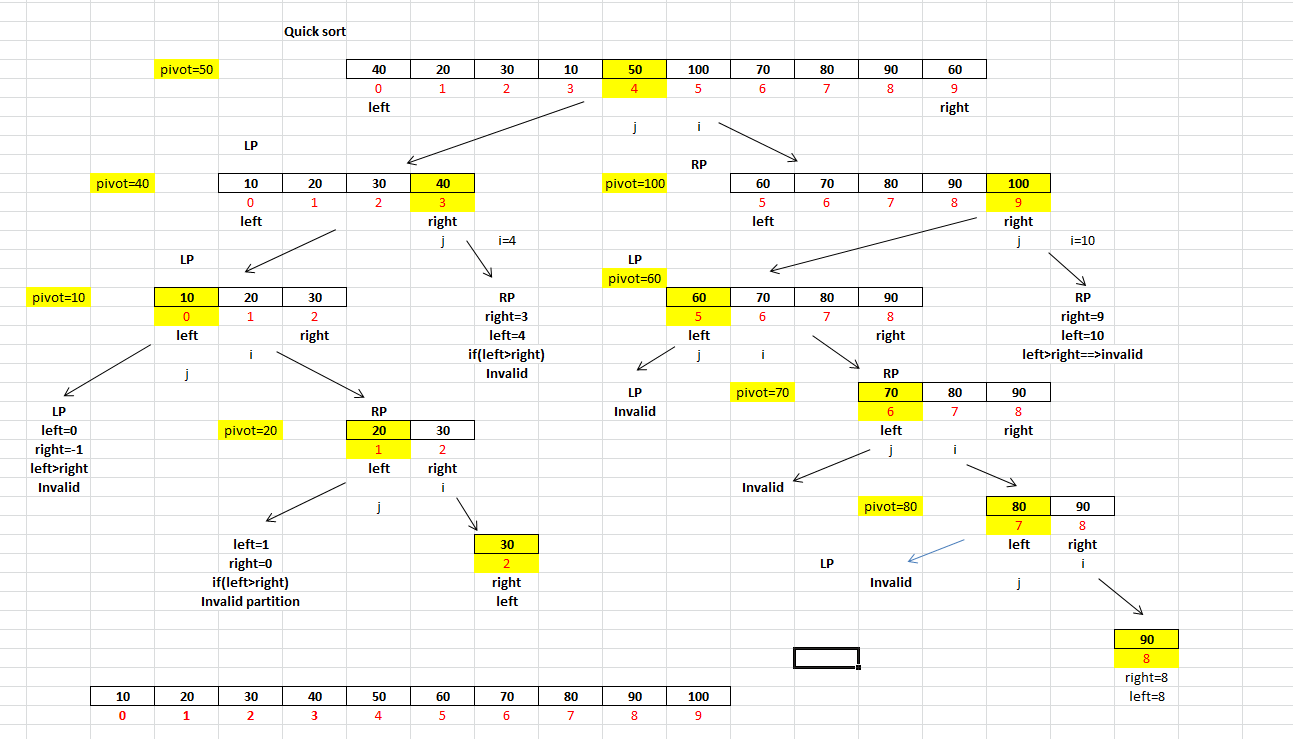 Quick sort
pivot=50 40 20 30 10 50 100 70 80 90 60
0 1 2 3 4 5 6 7 8 9
left right
j i
LP
RP
pivot=40 10 20 30 40 pivot=100 60 70 80 90 100
0 1 2 3 5 6 7 8 9
left right left right
j i=4 j i=10
LP LP
pivot=60
pivot=10 10 20 30 RP 60 70 80 90 RP
0 1 2 right=3 5 6 7 8 right=9
left right left=4 left right left=10
i if(left>right) j i left>right==>invalid
j Invalid RP
LP pivot=70 70 80 90
LP RP Invalid 6 7 8
left=0 pivot=20 20 30 left right
right=-1 1 2 j i
left>right left right
Invalid i Invalid
j pivot=80 80 90
7 8
left=1 30 left right
right=0 2 LP i
if(left>right) right Invalid j
Invalid partition left
90
8
right=8
10 20 30 40 50 60 70 80 90 100 left=8
0 1 2 3 4 5 6 7 8 9